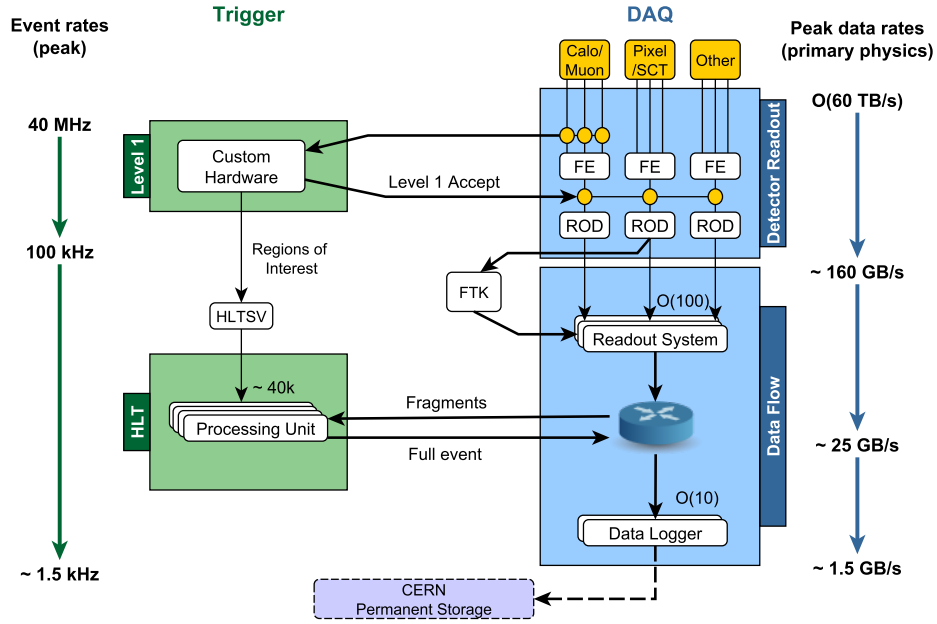 Trigger
DAQ
Event rates
(peak)
Peak data rates
(primary physics)
Calo/
Muon
Pixel
/SCT
Other
O(60 TB/s)
40 MHz
Level 1
Custom
Hardware
FE
FE
FE
Detector Readout
Level 1 Accept
ROD
ROD
ROD
100 kHz
Regions of
Interest
~ 160 GB/s
FTK
O(100)
HLTSV
Readout System
HLT
~ 40k
Processing Unit
Fragments
Full event
Data Flow
~ 25 GB/s
O(10)
Data Logger
~ 1.5 kHz
~ 1.5 GB/s
CERN
Permanent Storage